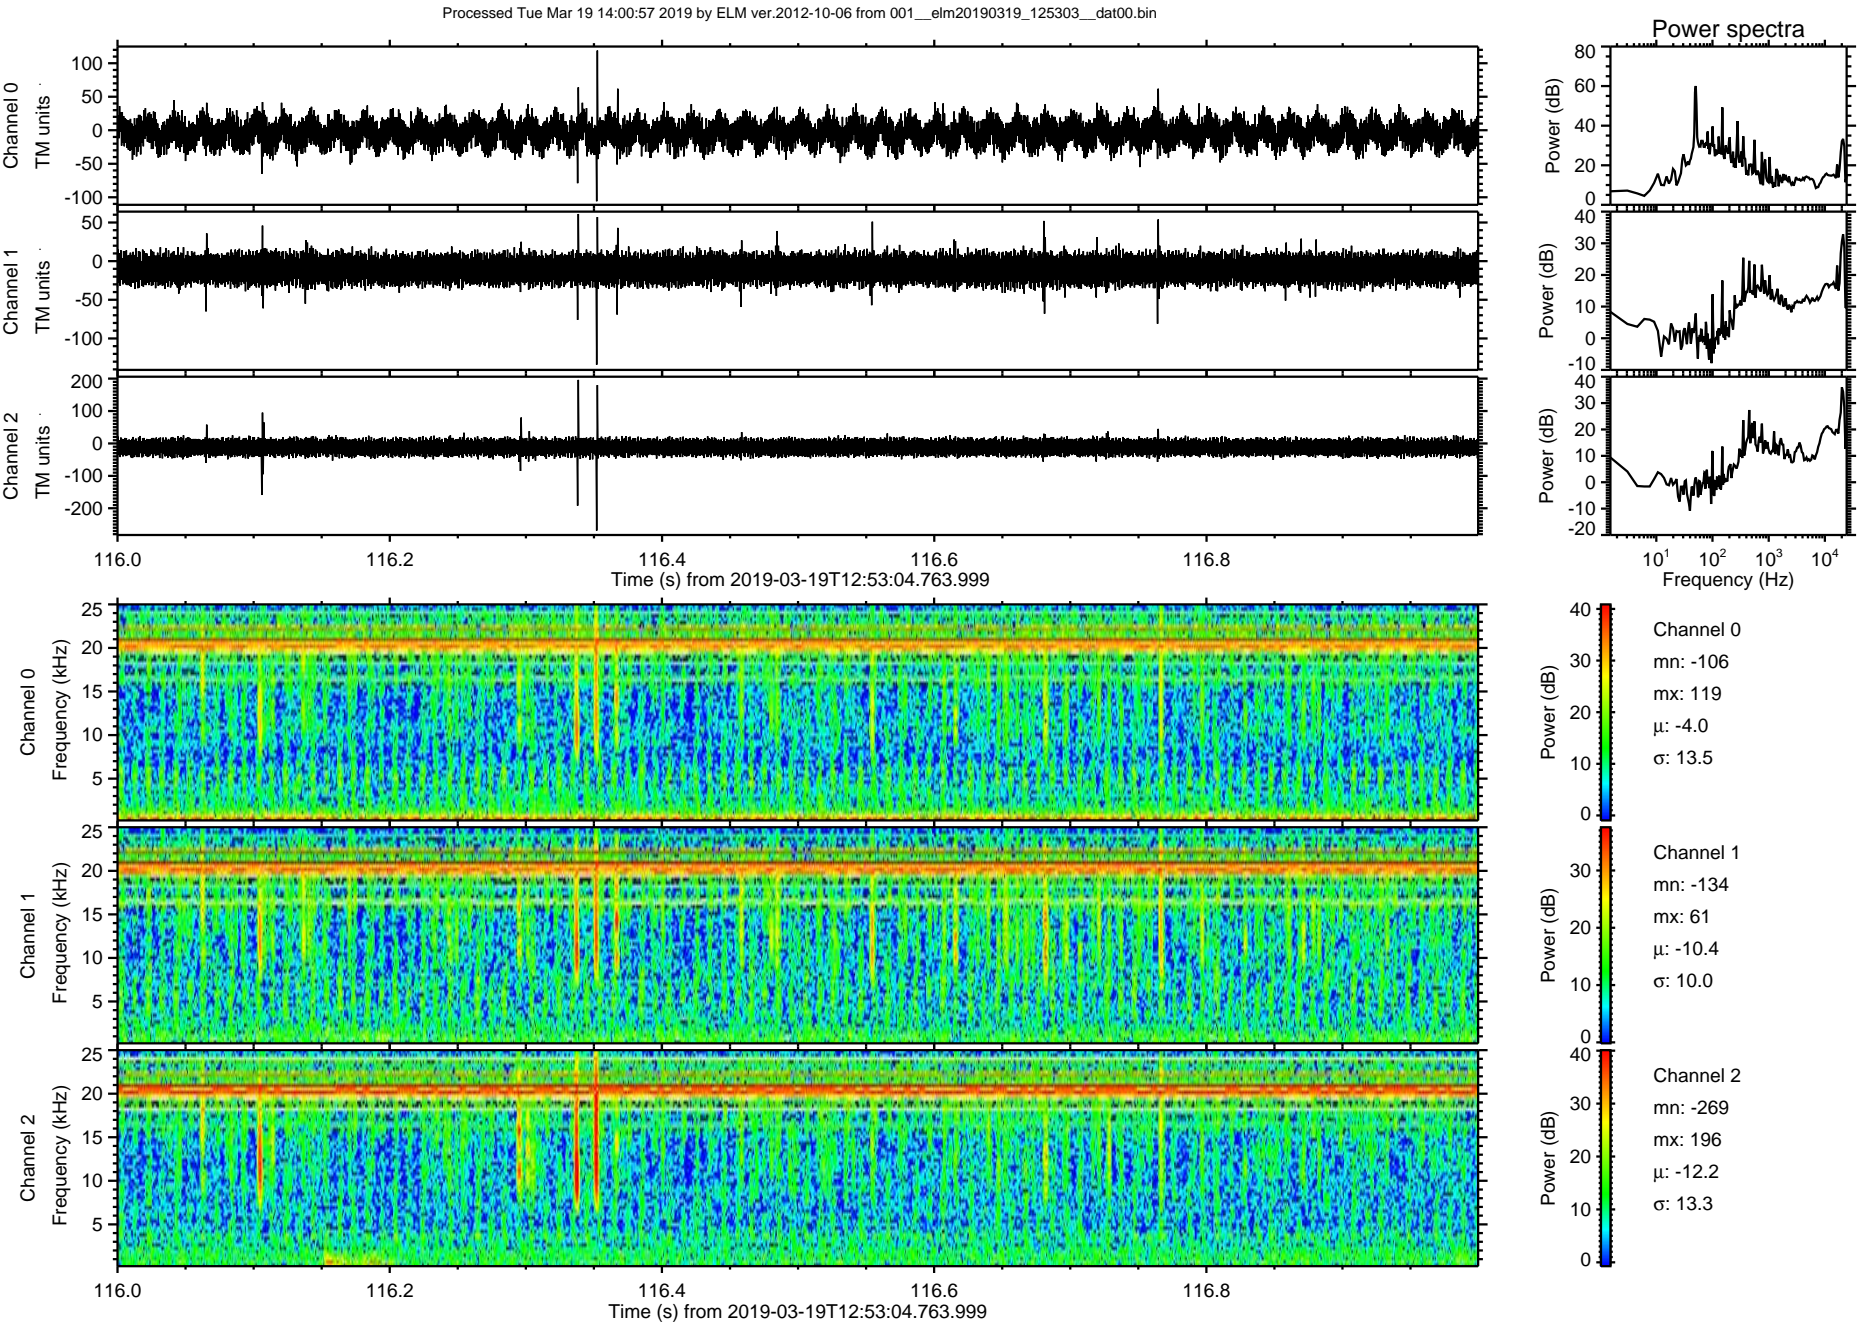 Processed Tue Mar 19 14:00:57 2019 by ELM ver.2012-10-06 from 001__elm20190319_125303__dat00.bin
Power spectra
Channel 0
TM units
100
50
0
-50
-100
Power (dB)
80
60
40
20
0
Channel 1
TM units
50
0
-50
-100
Power (dB)
40
30
20
10
0
-10
Channel 2
TM units
200
100
0
-100
-200
Power (dB)
40
30
20
10
0
-10
-20
116.0 116.2 116.4 116.6 116.8
Time (s) from 2019-03-19T12:53:04.763.999
10^1 10^2 10^3 10^4
Frequency (Hz)
Channel 0
Frequency (kHz)
25
20
15
10
5
Power (dB)
40
30
20
10
0
Channel 0
mn: -106
mx: 119
μ: -4.0
σ: 13.5
Channel 1
Frequency (kHz)
25
20
15
10
5
Power (dB)
30
20
10
0
Channel 1
mn: -134
mx: 61
μ: -10.4
σ: 10.0
Channel 2
Frequency (kHz)
25
20
15
10
5
Power (dB)
40
30
20
10
0
Channel 2
mn: -269
mx: 196
μ: -12.2
σ: 13.3
116.0 116.2 116.4 116.6 116.8
Time (s) from 2019-03-19T12:53:04.763.999